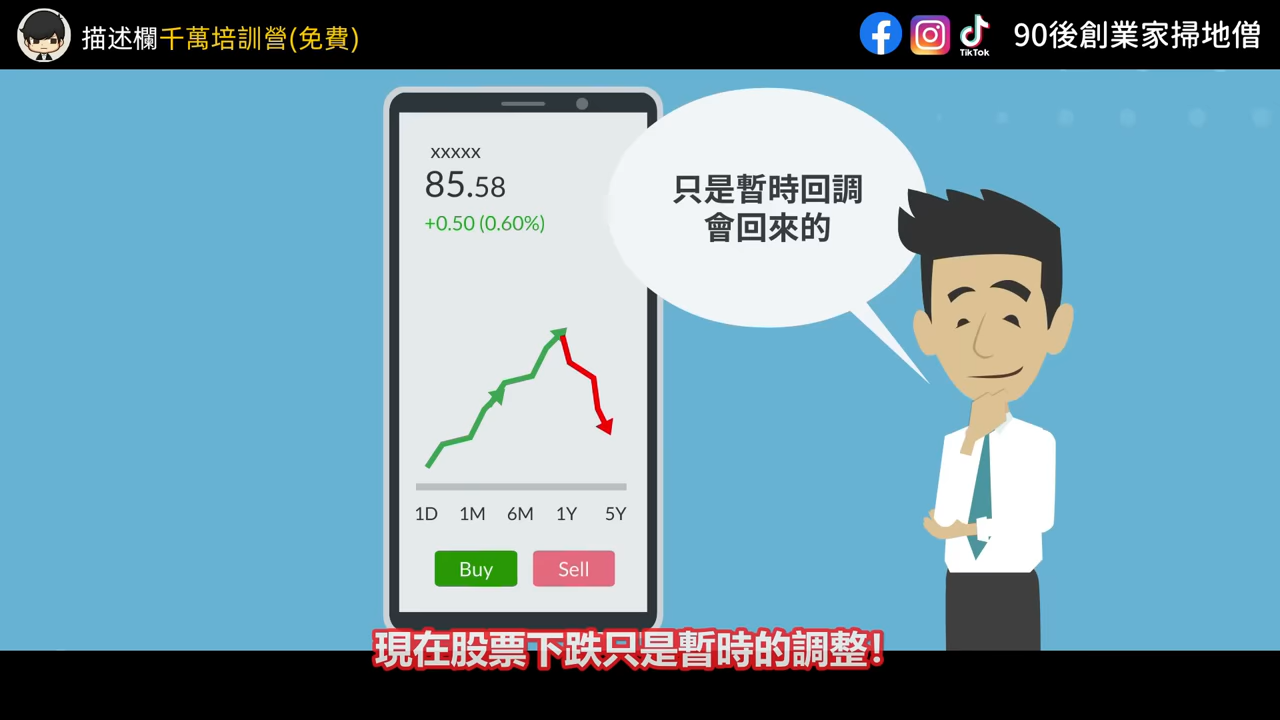 描述欄千萬培訓營(免費)
TikTok
90後創業家掃地僧
xxxxx
85.58
+0.50 (0.60%)
只是暫時回調
會回來的
1D 1M 6M 1Y 5Y
Buy Sell
現在股票下跌只是暫時的調整!